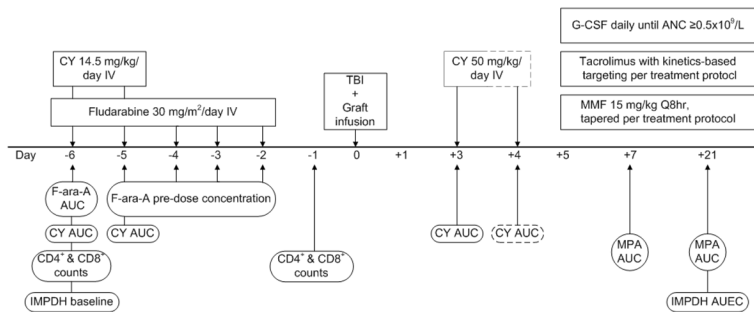 G-CSF daily until ANC ≥0.5x10⁹/L
CY 14.5 mg/kg/
day IV
CY 50 mg/kg/
day IV
Tacrolimus with kinetics-based
targeting per treatment protocl
TBI
+
Graft
infusion
Fludarabine 30 mg/m²/day IV
MMF 15 mg/kg Q8hr,
tapered per treatment protocol
Day -6 -5 -4 -3 -2 -1 0 +1 +3 +4 +5 +7 +21
F-ara-A
AUC
F-ara-A pre-dose concentration
CY AUC
CY AUC
CY AUC
CY AUC
CD4⁺ & CD8⁺
counts
CD4⁺ & CD8⁺
counts
MPA
AUC
MPA
AUC
IMPDH baseline
IMPDH AUEC